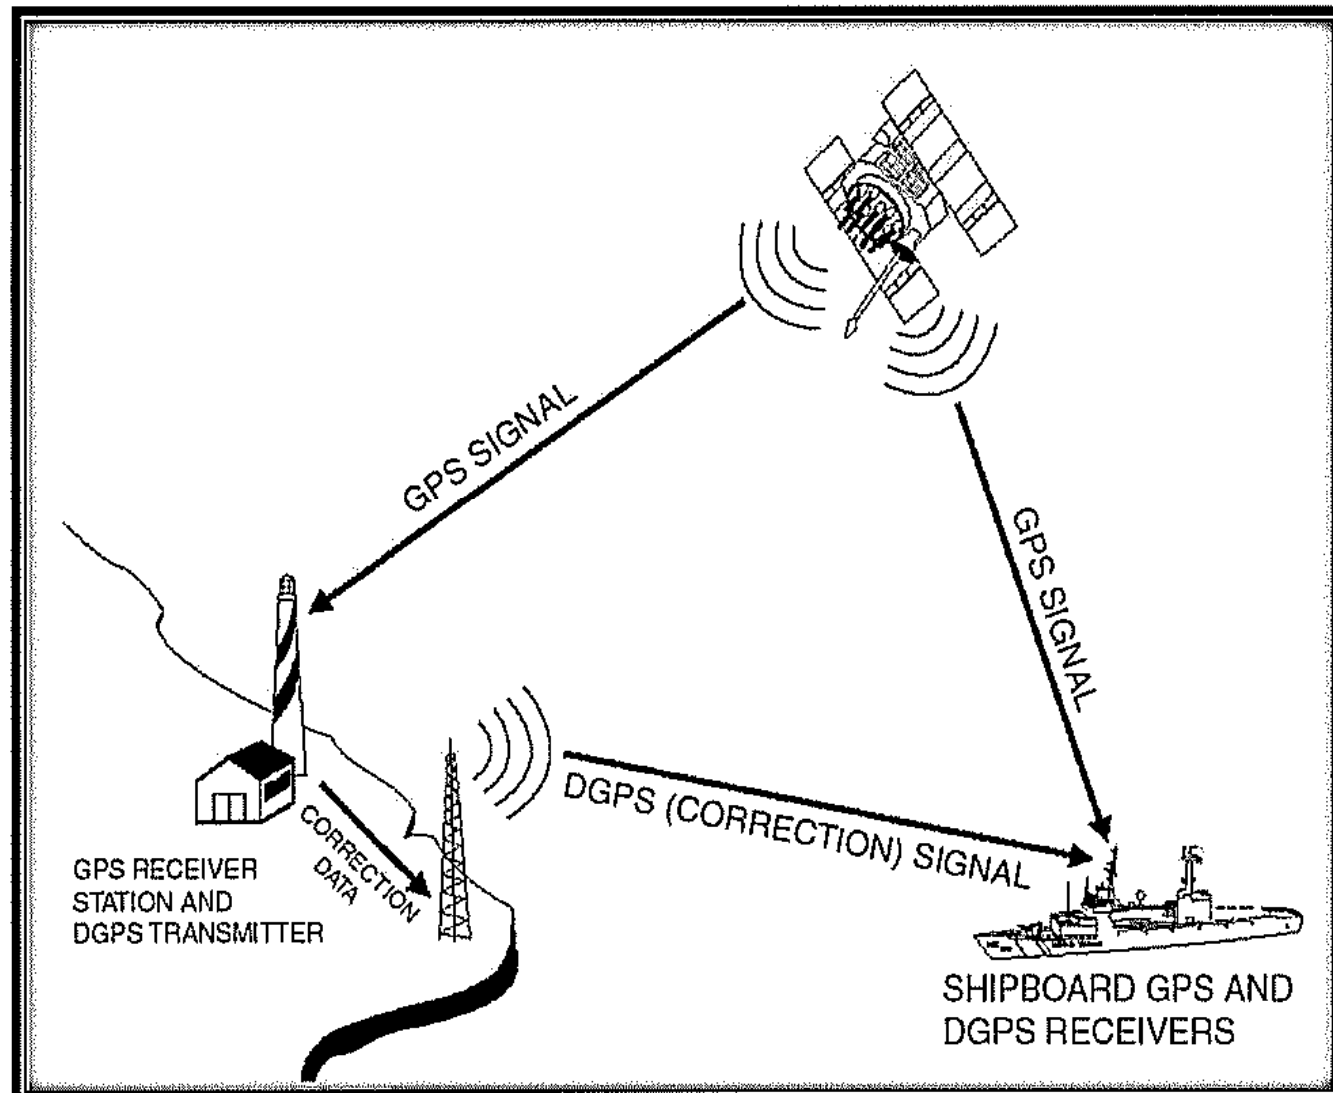 GPS SIGNAL
GPS SIGNAL
DGPS (CORRECTION) SIGNAL
CORRECTION
DATA
GPS RECEIVER
STATION AND
DGPS TRANSMITTER
SHIPBOARD GPS AND
DGPS RECEIVERS